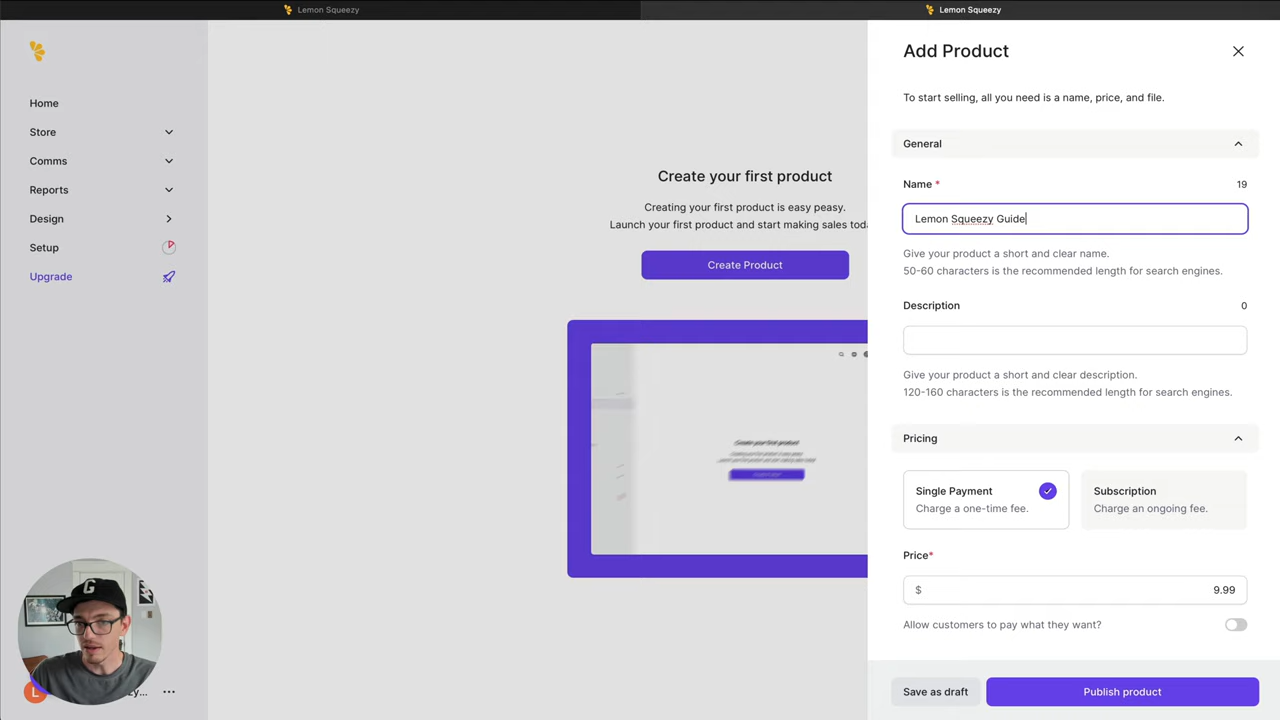 Lemon Squeezy
Lemon Squeezy
Home
Store
Comms
Reports
Design
Setup
Upgrade
Create your first product
Creating your first product is easy peasy.
Launch your first product and start making sales toda
Create Product
Create your first product
Add Product
To start selling, all you need is a name, price, and file.
General
Name *
19
Lemon Squeezy Guide
Give your product a short and clear name.
50-60 characters is the recommended length for search engines.
Description
0
Give your product a short and clear description.
120-160 characters is the recommended length for search engines.
Pricing
Single Payment
Charge a one-time fee.
Subscription
Charge an ongoing fee.
Price*
$
9.99
Allow customers to pay what they want?
Save as draft
Publish product
L
zy...
G